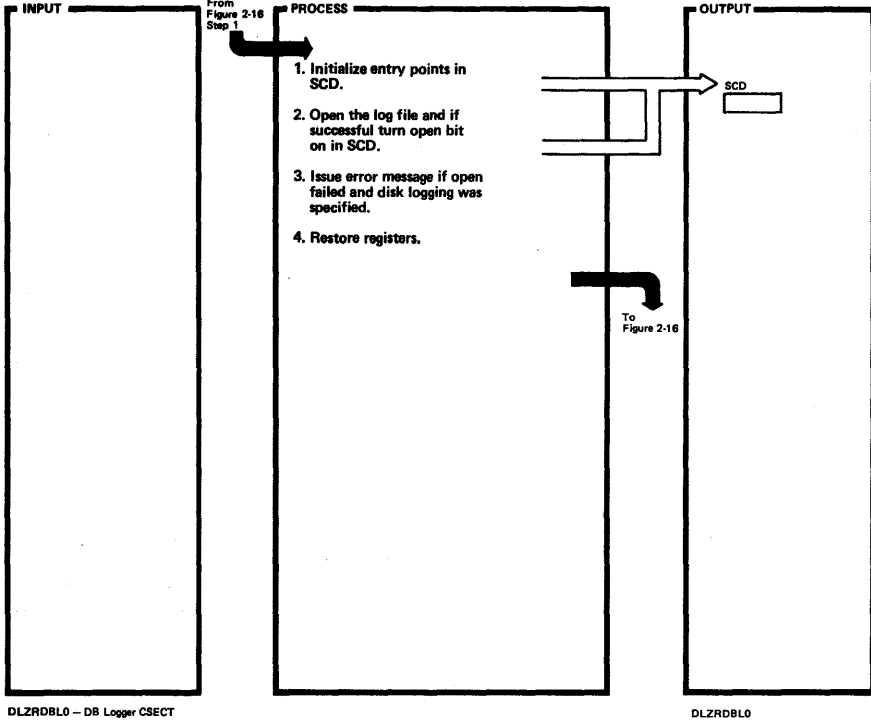 INPUT
From
Figure 2-16
Step 1
PROCESS
1. Initialize entry points in
SCD.
2. Open the log file and if
successful turn open bit
on in SCD.
3. Issue error message if open
failed and disk logging was
specified.
4. Restore registers.
To
Figure 2-16
OUTPUT
SCD
DLZRDBL0 — DB Logger CSECT
DLZRDBL0